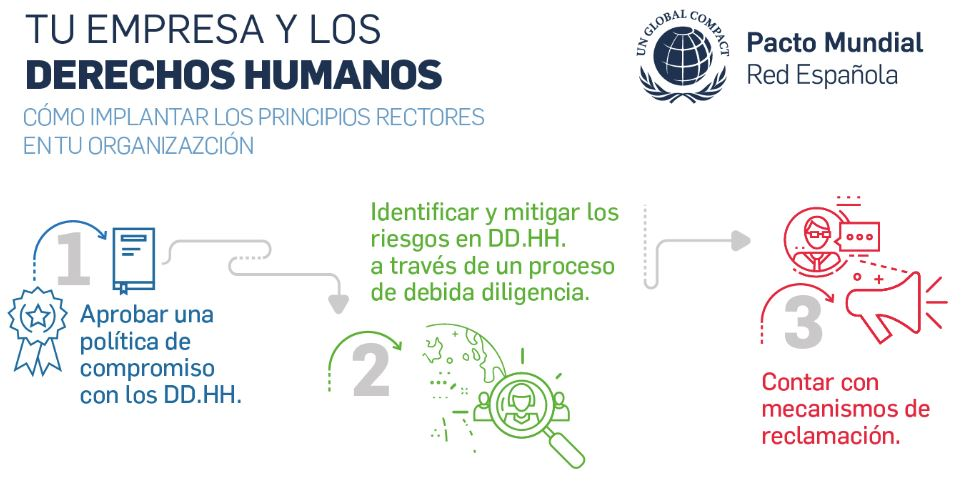 TU EMPRESA Y LOS
DERECHOS HUMANOS
CÓMO IMPLANTAR LOS PRINCIPIOS RECTORES
EN TU ORGANIZAZCIÓN
UN GLOBAL COMPACT
Pacto Mundial
Red Española
1
Aprobar una
política de
compromiso
con los DD.HH.
Identificar y mitigar los
riesgos en DD.HH.
a través de un proceso
de debida diligencia.
2
3
Contar con
mecanismos de
reclamación.